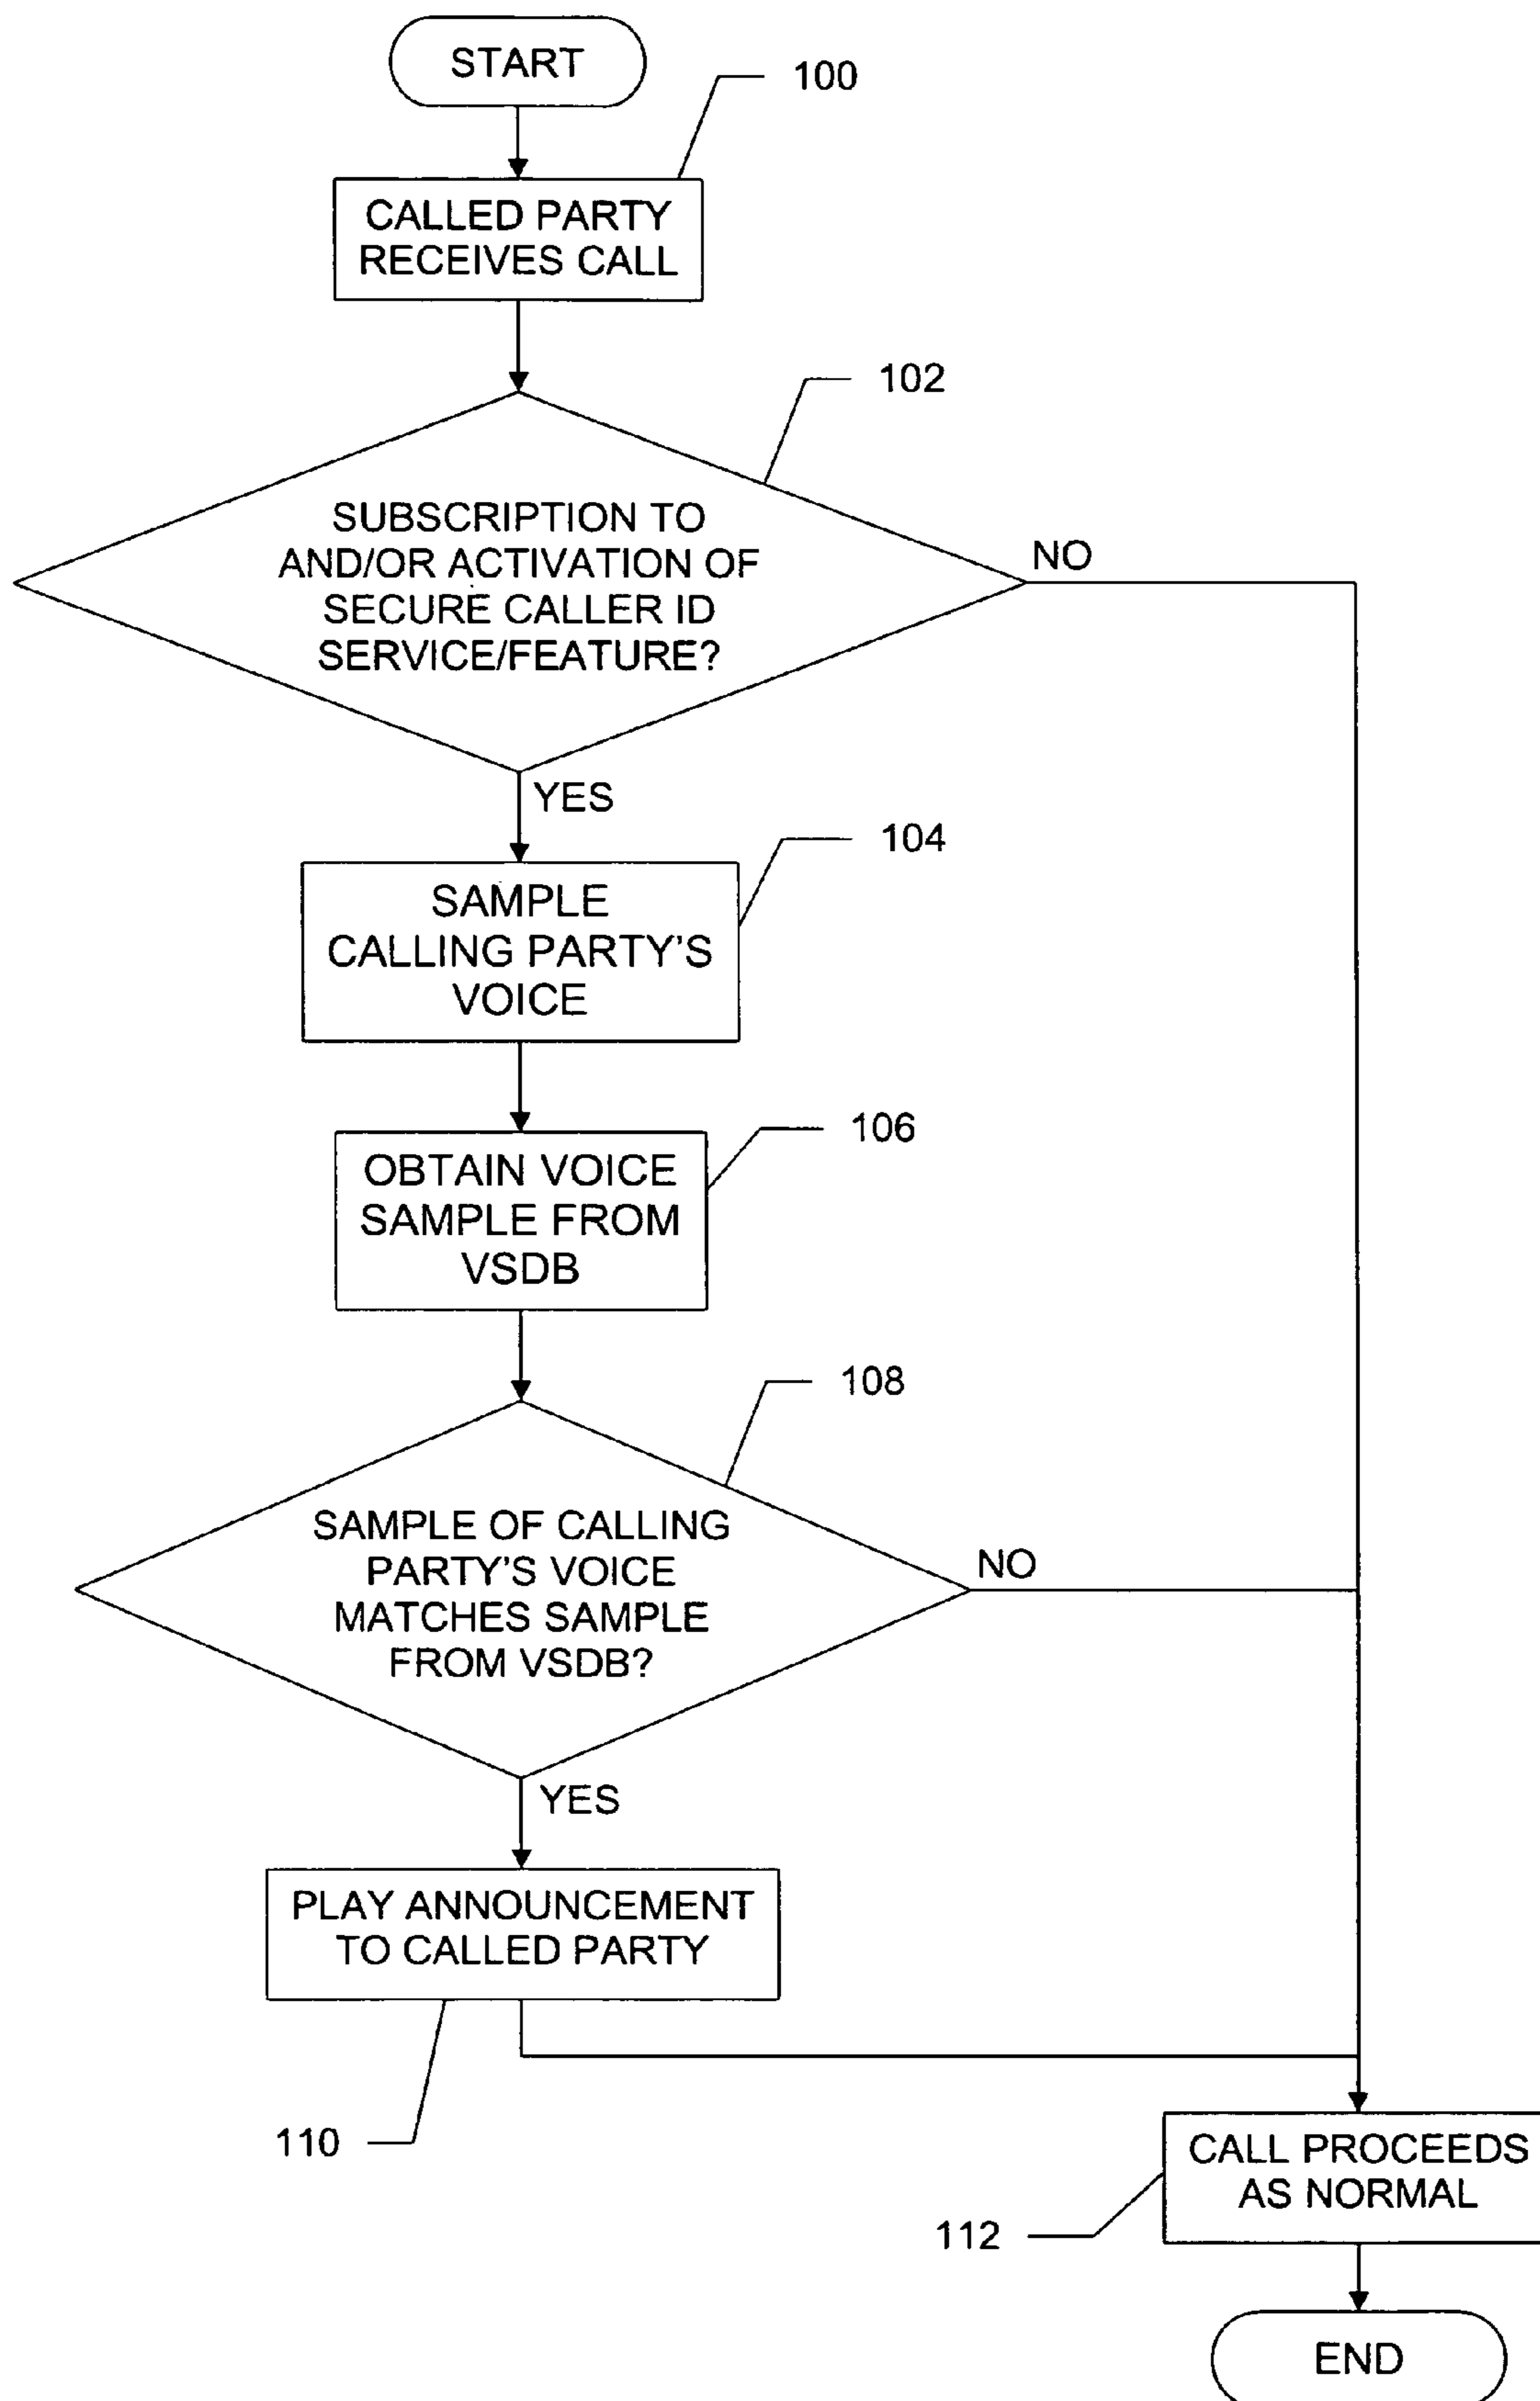 START
100
CALLED PARTY
RECEIVES CALL
102
SUBSCRIPTION TO
AND/OR ACTIVATION OF
SECURE CALLER ID
SERVICE/FEATURE?
NO
YES
104
SAMPLE
CALLING PARTY'S
VOICE
106
OBTAIN VOICE
SAMPLE FROM
VSDB
108
SAMPLE OF CALLING
PARTY'S VOICE
MATCHES SAMPLE
FROM VSDB?
NO
YES
PLAY ANNOUNCEMENT
TO CALLED PARTY
110
CALL PROCEEDS
AS NORMAL
112
END